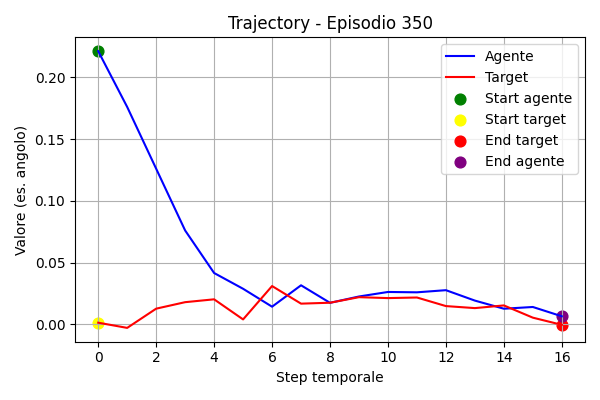 Trajectory - Episodio 350
Valore (es. angolo)
0.20
0.15
0.10
0.05
0.00
Agente
Target
Start agente
Start target
End target
End agente
0 2 4 6 8 10 12 14 16
Step temporale